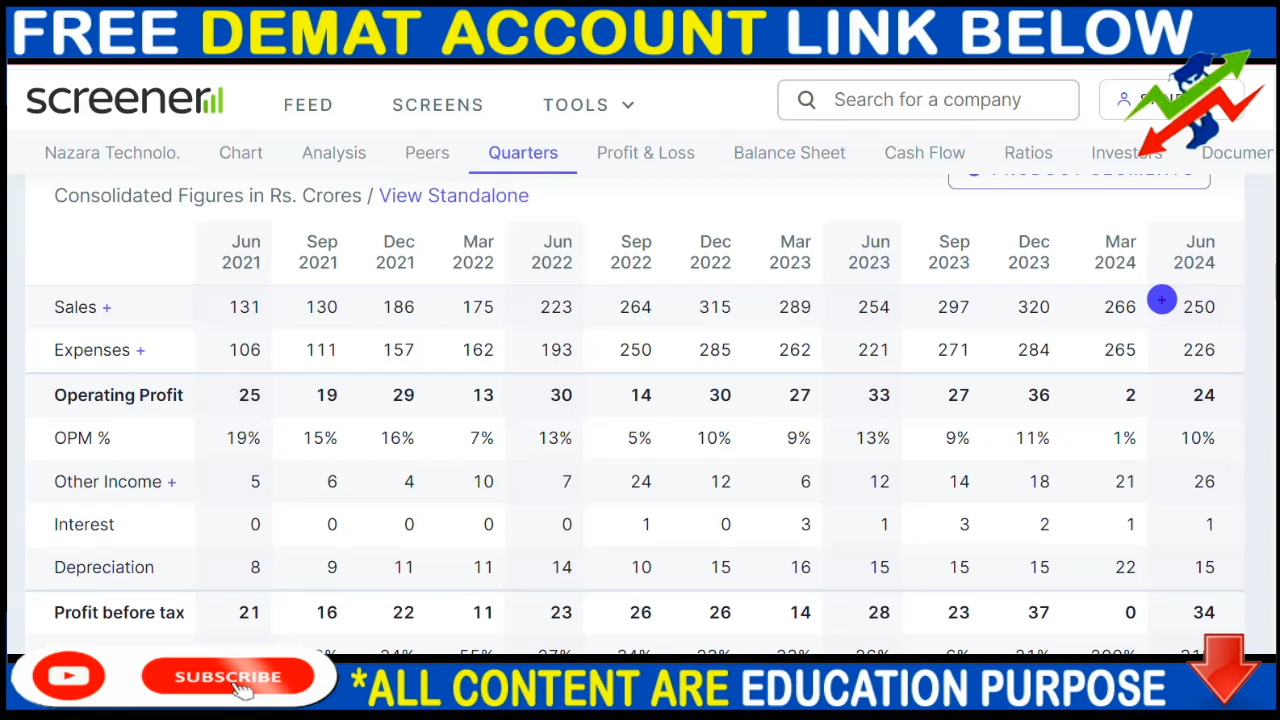 FREE DEMAT ACCOUNT LINK BELOW
screener FEED SCREENS TOOLS Search for a company
Nazara Technolo. Chart Analysis Peers Quarters Profit & Loss Balance Sheet Cash Flow Ratios Investors Documen
PRODUCT SEGMENTS
Consolidated Figures in Rs. Crores / View Standalone
Jun 2021 Sep 2021 Dec 2021 Mar 2022 Jun 2022 Sep 2022 Dec 2022 Mar 2023 Jun 2023 Sep 2023 Dec 2023 Mar 2024 Jun 2024
Sales + 131 130 186 175 223 264 315 289 254 297 320 266 + 250
Expenses + 106 111 157 162 193 250 285 262 221 271 284 265 226
Operating Profit 25 19 29 13 30 14 30 27 33 27 36 2 24
OPM % 19% 15% 16% 7% 13% 5% 10% 9% 13% 9% 11% 1% 10%
Other Income + 5 6 4 10 7 24 12 6 12 14 18 21 26
Interest 0 0 0 0 0 1 0 3 1 3 2 1 1
Depreciation 8 9 11 11 14 10 15 16 15 15 15 22 15
Profit before tax 21 16 22 11 23 26 26 14 28 23 37 0 34
SUBSCRIBE
*ALL CONTENT ARE EDUCATION PURPOSE